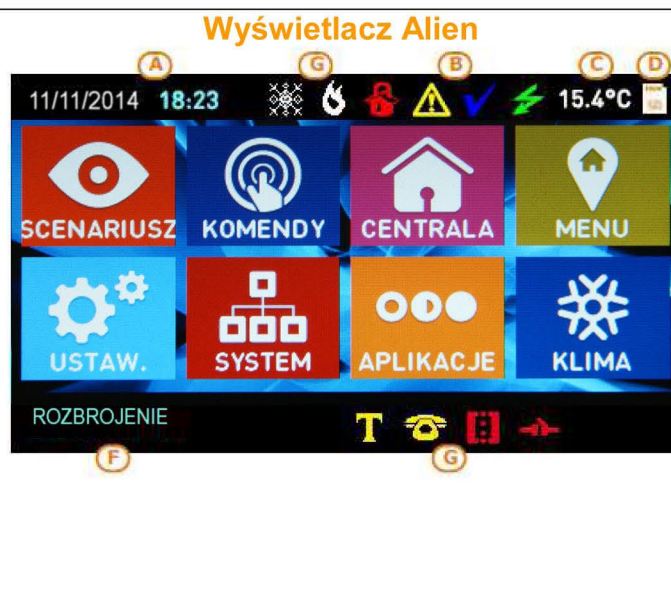 Wyświetlacz Alien
A G B C D
11/11/2014 18:23 15.4°C
SCENARIUSZ KOMENDY CENTRALA MENU
USTAW. SYSTEM APLIKACJE KLIMA
ROZBROJENIE T
F G